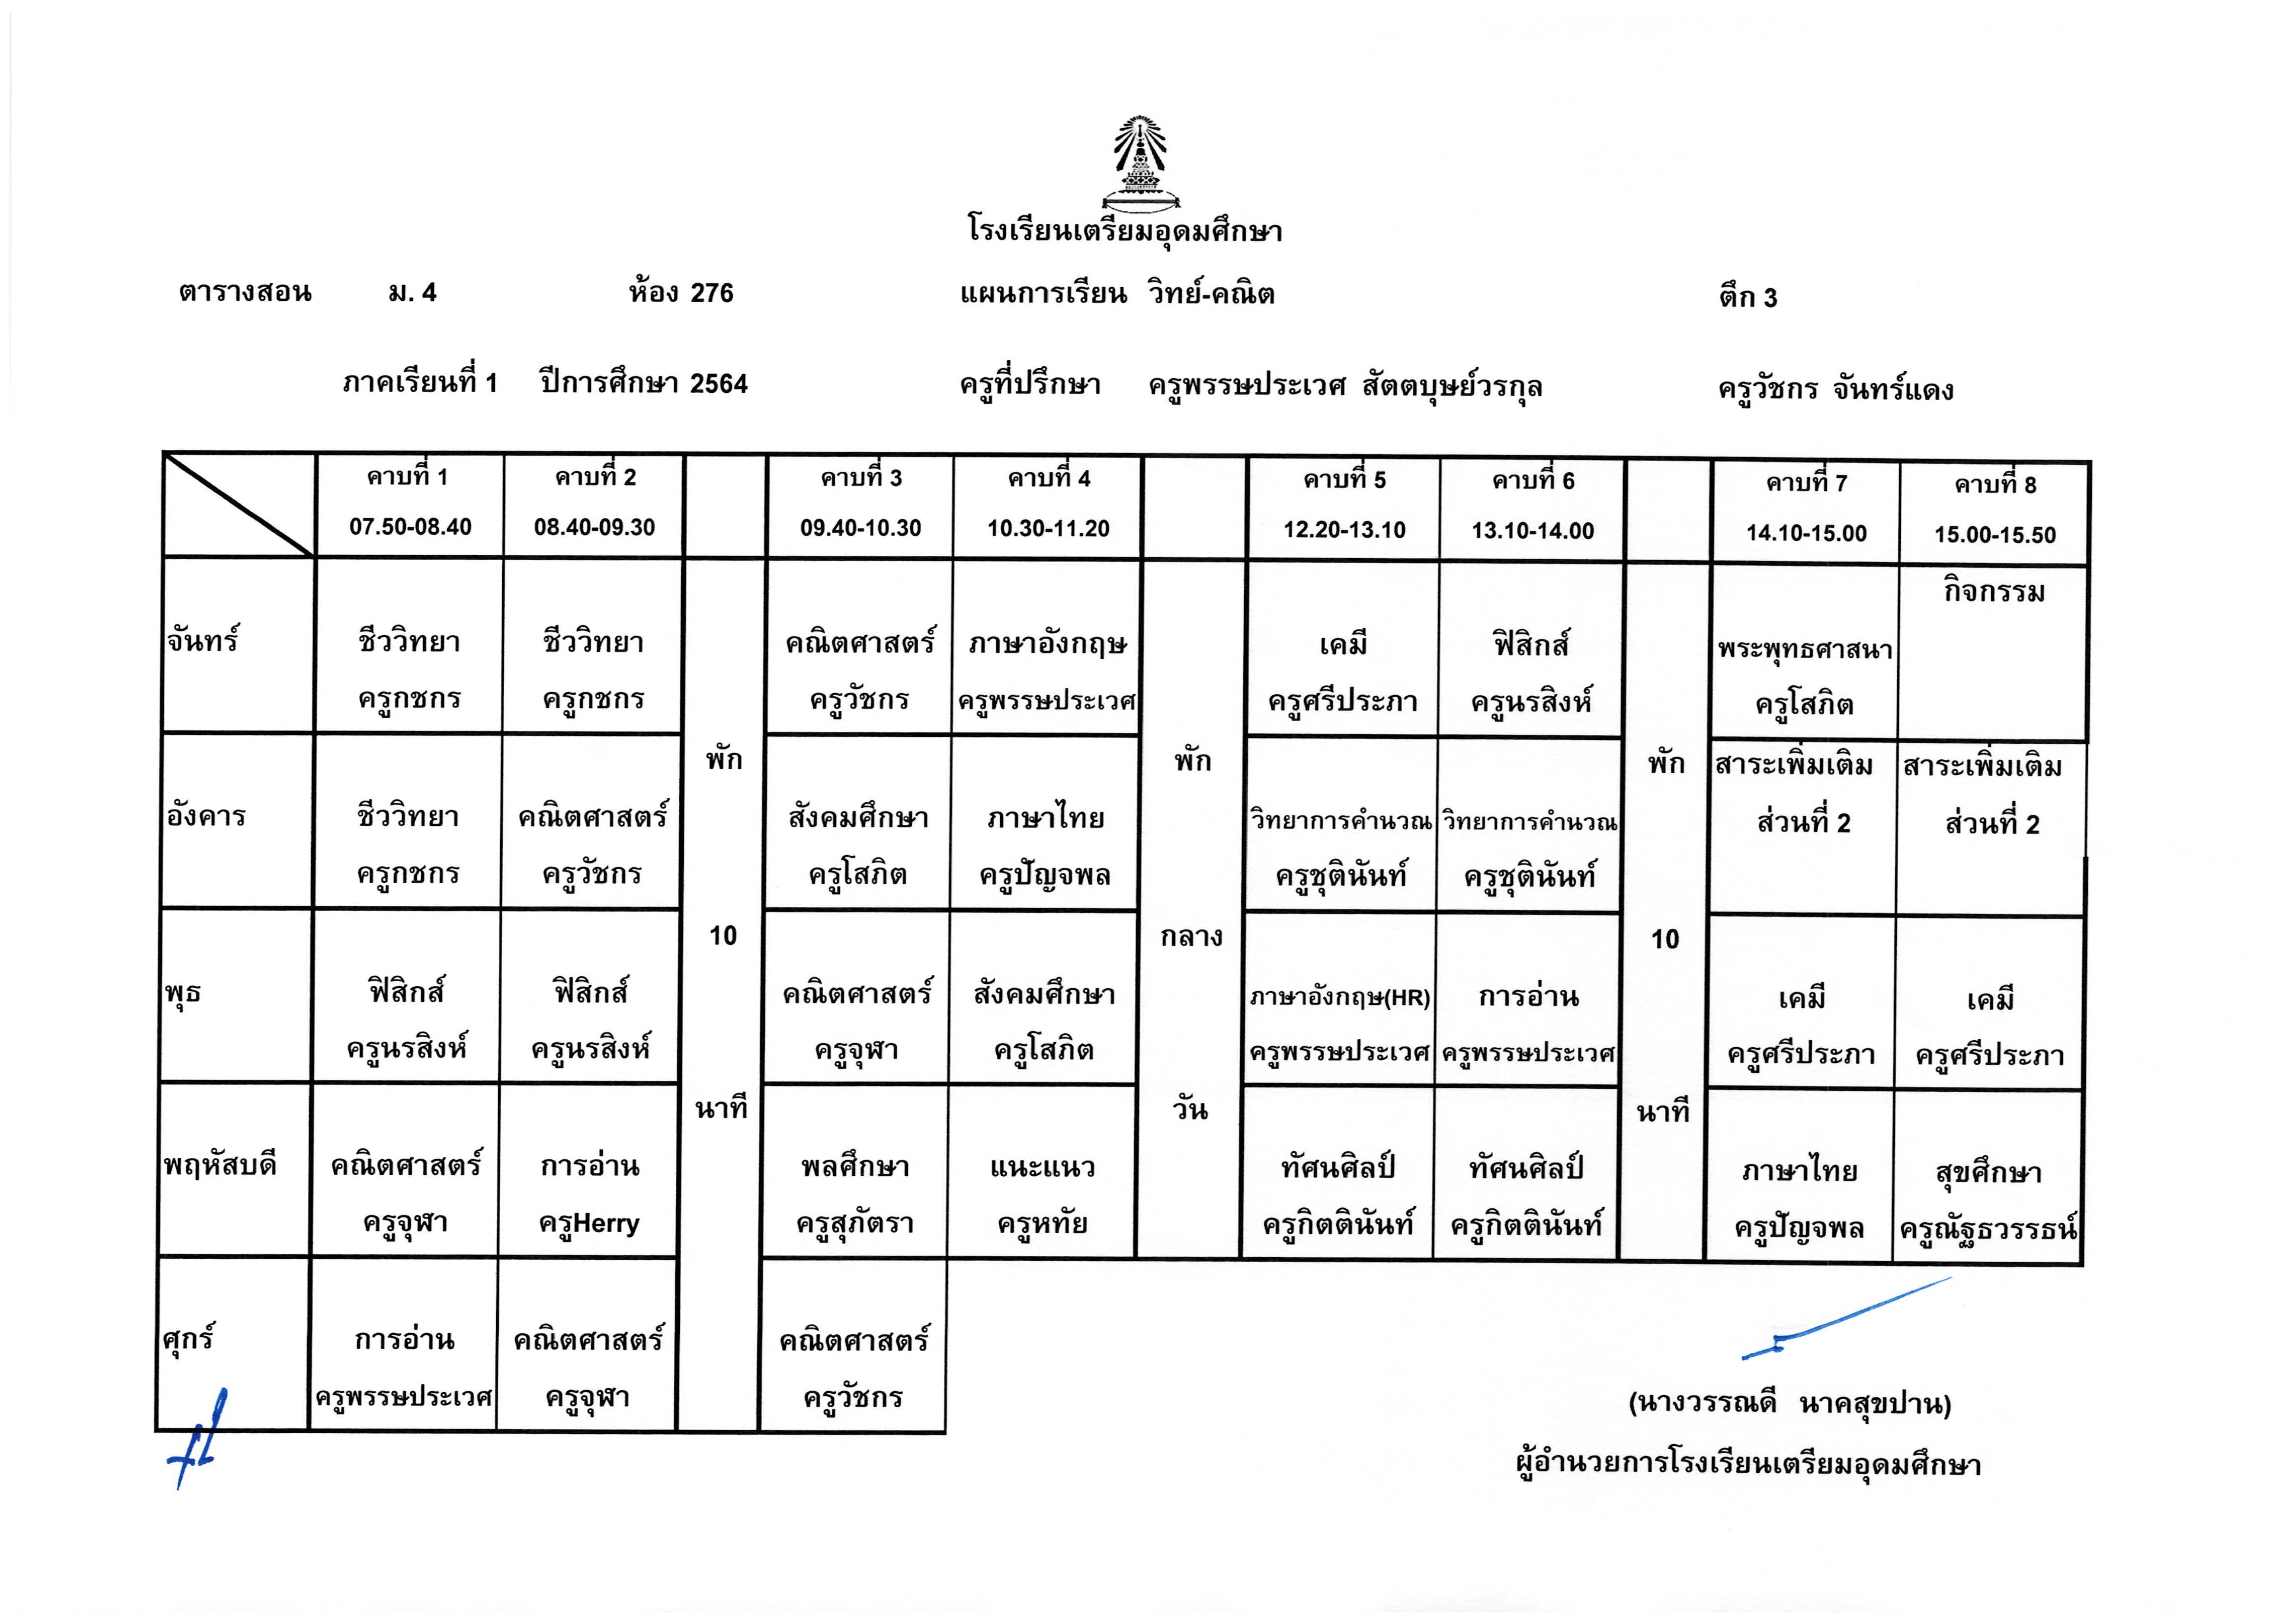 โรงเรียนเตรียมอุดมศึกษา
ตารางสอน ม. 4 ห้อง 276 แผนการเรียน วิทย์-คณิต ตึก 3
ภาคเรียนที่ 1 ปีการศึกษา 2564 ครูที่ปรึกษา ครูพรรษประเวศ สัตตบุษย์วรกุล ครูวัชกร จันทร์แดง
คาบที่ 1 คาบที่ 2 คาบที่ 3 คาบที่ 4 คาบที่ 5 คาบที่ 6 คาบที่ 7 คาบที่ 8
07.50-08.40 08.40-09.30 09.40-10.30 10.30-11.20 12.20-13.10 13.10-14.00 14.10-15.00 15.00-15.50
กิจกรรม
จันทร์ ชีววิทยา ชีววิทยา คณิตศาสตร์ ภาษาอังกฤษ เคมี ฟิสิกส์ พระพุทธศาสนา
ครูกชกร ครูกชกร ครูวัชกร ครูพรรษประเวศ ครูศรีประภา ครูนรสิงห์ ครูโสภิต
พัก พัก พัก สาระเพิ่มเติม สาระเพิ่มเติม
อังคาร ชีววิทยา คณิตศาสตร์ สังคมศึกษา ภาษาไทย วิทยาการคำนวณ วิทยาการคำนวณ ส่วนที่ 2 ส่วนที่ 2
ครูกชกร ครูวัชกร ครูโสภิต ครูปัญจพล ครูชุตินันท์ ครูชุตินันท์
10 กลาง 10
พุธ ฟิสิกส์ ฟิสิกส์ คณิตศาสตร์ สังคมศึกษา ภาษาอังกฤษ(HR) การอ่าน เคมี เคมี
ครูนรสิงห์ ครูนรสิงห์ ครูจุฬา ครูโสภิต ครูพรรษประเวศ ครูพรรษประเวศ ครูศรีประภา ครูศรีประภา
นาที วัน นาที
พฤหัสบดี คณิตศาสตร์ การอ่าน พลศึกษา แนะแนว ทัศนศิลป์ ทัศนศิลป์ ภาษาไทย สุขศึกษา
ครูจุฬา ครูHerry ครูสุภัตรา ครูหทัย ครูกิตตินันท์ ครูกิตตินันท์ ครูปัญจพล ครูณัฐธวรรธน์
ศุกร์ การอ่าน คณิตศาสตร์ คณิตศาสตร์
ครูพรรษประเวศ ครูจุฬา ครูวัชกร
(นางวรรณดี นาคสุขปาน)
ผู้อำนวยการโรงเรียนเตรียมอุดมศึกษา